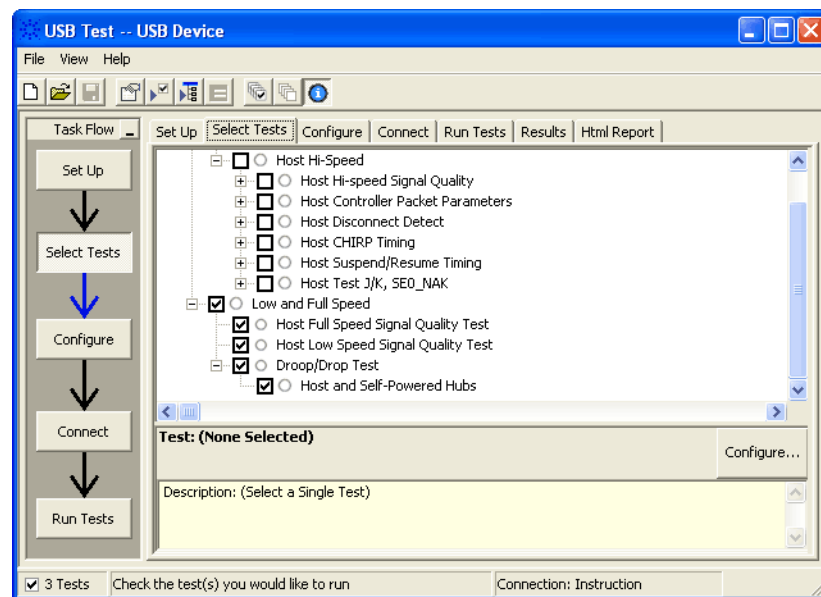 USB Test -- USB Device
File View Help
Task Flow
Set Up Select Tests Configure Connect Run Tests Results Html Report
Set Up
Select Tests
Configure
Connect
Run Tests
Host Hi-Speed
Host Hi-speed Signal Quality
Host Controller Packet Parameters
Host Disconnect Detect
Host CHIRP Timing
Host Suspend/Resume Timing
Host Test J/K, SE0_NAK
Low and Full Speed
Host Full Speed Signal Quality Test
Host Low Speed Signal Quality Test
Droop/Drop Test
Host and Self-Powered Hubs
Test: (None Selected)
Configure...
Description: (Select a Single Test)
3 Tests Check the test(s) you would like to run Connection: Instruction